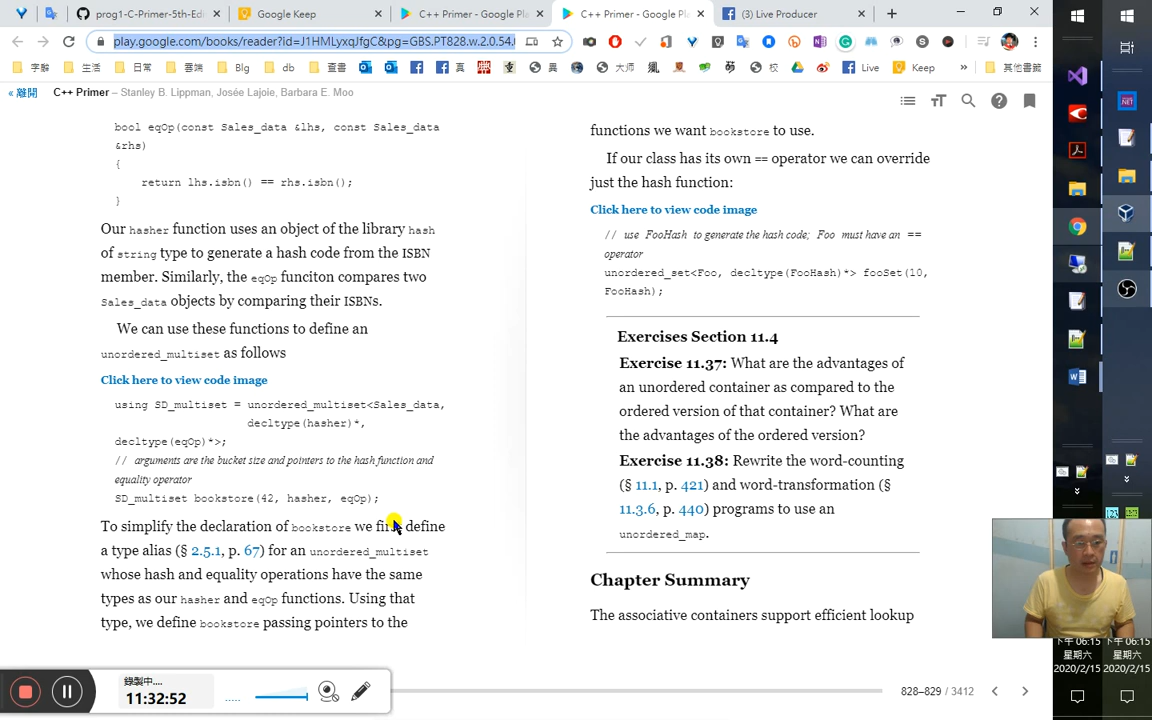 prog1-C-Primer-5th-Edi
Google Keep
C++ Primer - Google Pla
C++ Primer - Google Pla
(3) Live Producer
play.google.com/books/reader?id=J1HMLyxqJfgC&pg=GBS.PT828.w.2.0.54.
字辭
生活
日常
雲端
Blg
db
查書
真
異
大师
校
Live
Keep
其他書籤
« 離開
C++ Primer – Stanley B. Lippman, Josée Lajoie, Barbara E. Moo
bool eqOp(const Sales_data &lhs, const Sales_data
&rhs)
{
return lhs.isbn() == rhs.isbn();
}
Our hasher function uses an object of the library hash
of string type to generate a hash code from the ISBN
member. Similarly, the eqOp funciton compares two
Sales_data objects by comparing their ISBNs.
We can use these functions to define an
unordered_multiset as follows
Click here to view code image
using SD_multiset = unordered_multiset<Sales_data,
decltype(hasher)*,
decltype(eqOp)*>;
// arguments are the bucket size and pointers to the hash function and
equality operator
SD_multiset bookstore(42, hasher, eqOp);
To simplify the declaration of bookstore we first define
a type alias (§ 2.5.1, p. 67) for an unordered_multiset
whose hash and equality operations have the same
types as our hasher and eqOp functions. Using that
type, we define bookstore passing pointers to the
functions we want bookstore to use.
If our class has its own == operator we can override
just the hash function:
Click here to view code image
// use FooHash to generate the hash code; Foo must have an ==
operator
unordered_set<Foo, decltype(FooHash)*> fooSet(10,
FooHash);
Exercises Section 11.4
Exercise 11.37: What are the advantages of
an unordered container as compared to the
ordered version of that container? What are
the advantages of the ordered version?
Exercise 11.38: Rewrite the word-counting
(§ 11.1, p. 421) and word-transformation (§
11.3.6, p. 440) programs to use an
unordered_map.
Chapter Summary
The associative containers support efficient lookup
828–829 / 3412
錄製中....
11:32:52
下午 06:15
星期六
2020/2/15
下午 06:15
星期六
2020/2/15